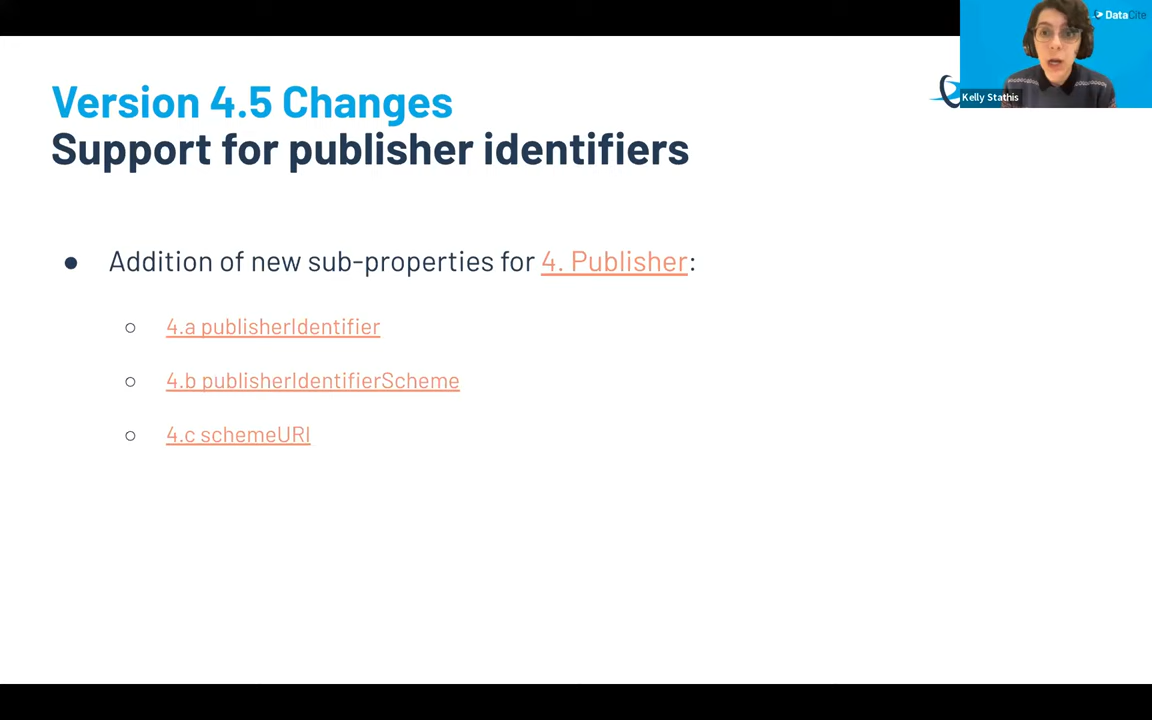 DataCite
Kelly Stathis
Version 4.5 Changes
Support for publisher identifiers
● Addition of new sub-properties for 4. Publisher:
○ 4.a publisherIdentifier
○ 4.b publisherIdentifierScheme
○ 4.c schemeURI